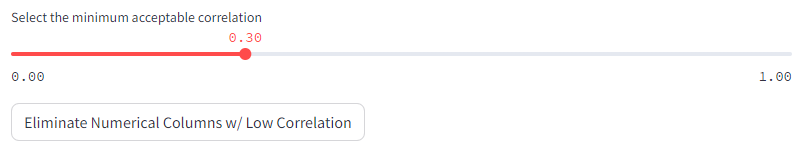 Select the minimum acceptable correlation
0.30
0.00 1.00
Eliminate Numerical Columns w/ Low Correlation